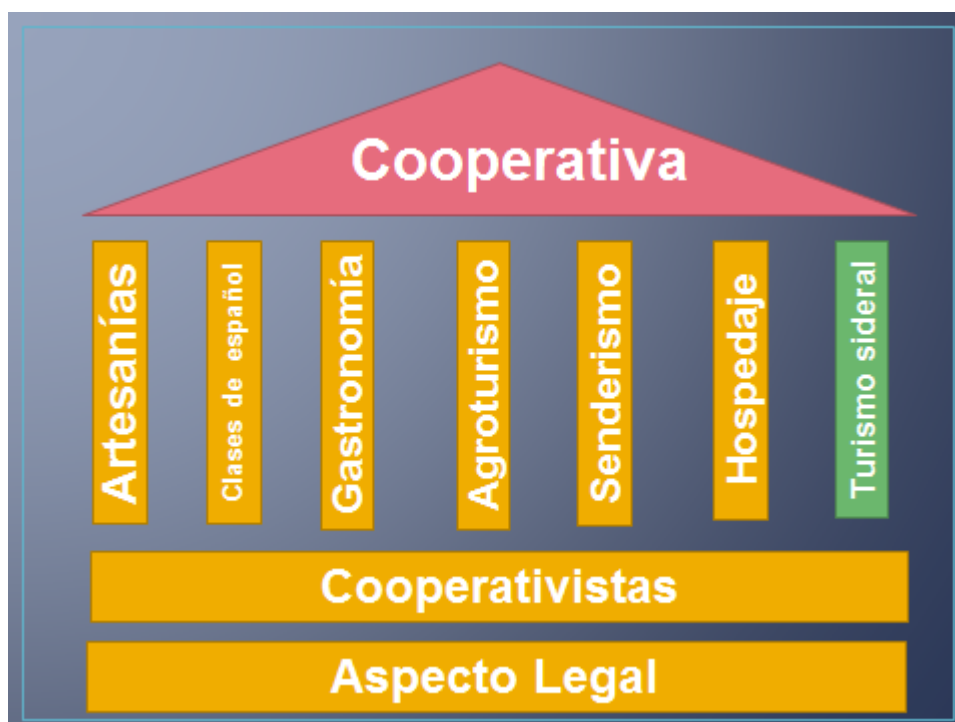 Cooperativa
Artesanías
Clases de español
Gastronomía
Agroturismo
Senderismo
Hospedaje
Turismo sideral
Cooperativistas
Aspecto Legal